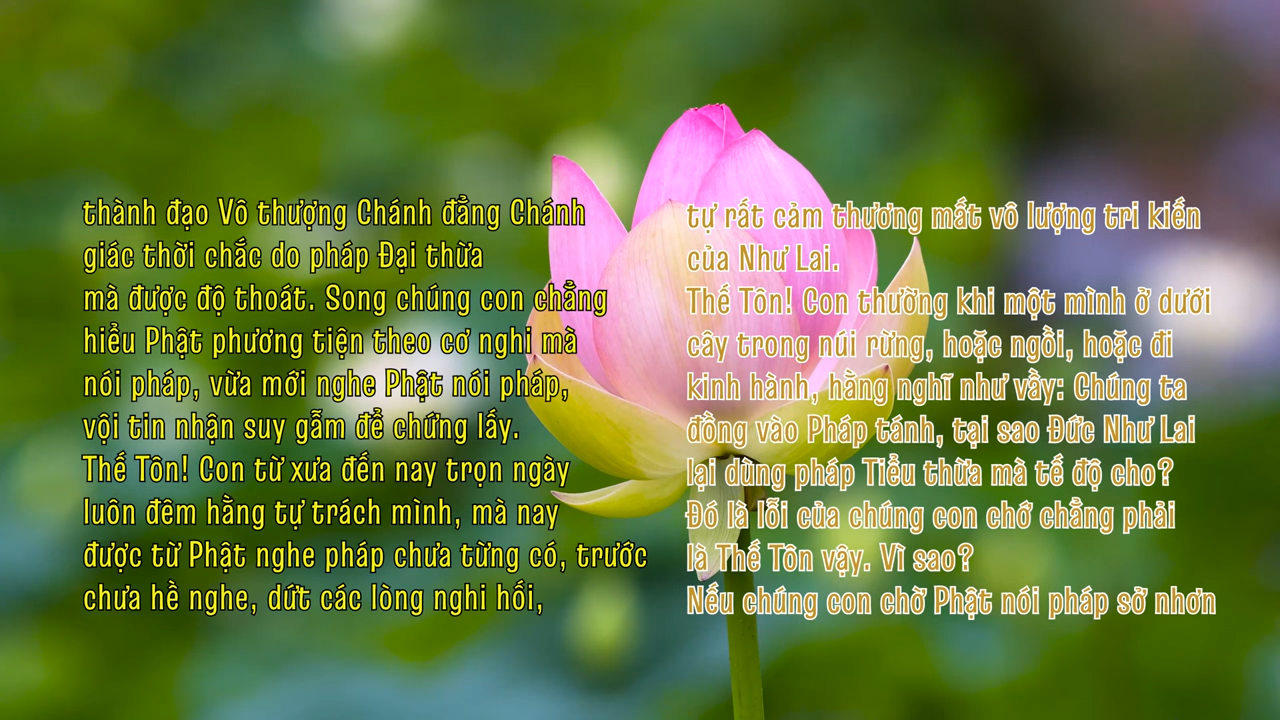 thành đạo Vô thượng Chánh đẳng Chánh
giác thời chắc do pháp Đại thừa
mà được độ thoát. Song chúng con chẳng
hiểu Phật phương tiện theo cơ nghi mà
nói pháp, vừa mới nghe Phật nói pháp,
vội tin nhận suy gẫm để chứng lấy.
Thế Tôn! Con từ xưa đến nay trọn ngày
luôn đêm hằng tự trách mình, mà nay
được từ Phật nghe pháp chưa từng có, trước
chưa hề nghe, dứt các lòng nghi hối,
tự rất cảm thương mất vô lượng tri kiến
của Như Lai.
Thế Tôn! Con thường khi một mình ở dưới
cây trong núi rừng, hoặc ngồi, hoặc đi
kinh hành, hằng nghĩ như vầy: Chúng ta
đồng vào Pháp tánh, tại sao Đức Như Lai
lại dùng pháp Tiểu thừa mà tế độ cho?
Đó là lỗi của chúng con chớ chẳng phải
là Thế Tôn vậy. Vì sao?
Nếu chúng con chờ Phật nói pháp sở nhơn